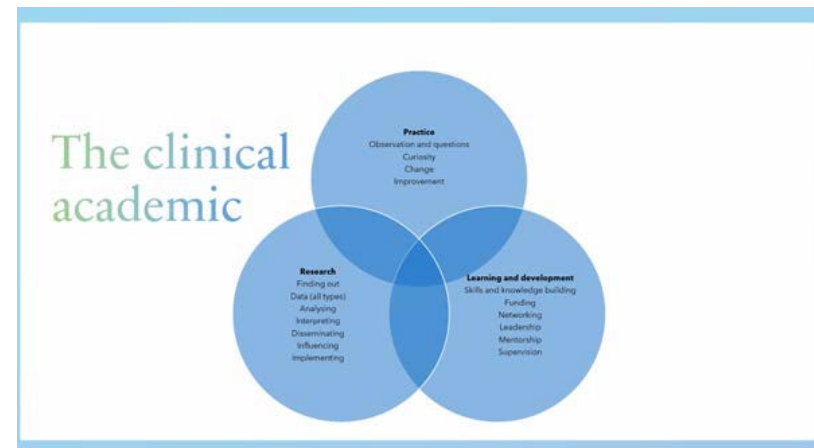 The clinical
academic
Practice
Observation and questions
Curiosity
Change
Improvement
Research
Finding out
Data (all types)
Analysing
Interpreting
Disseminating
Influencing
Implementing
Learning and development
Skills and knowledge building
Funding
Networking
Leadership
Mentorship
Supervision